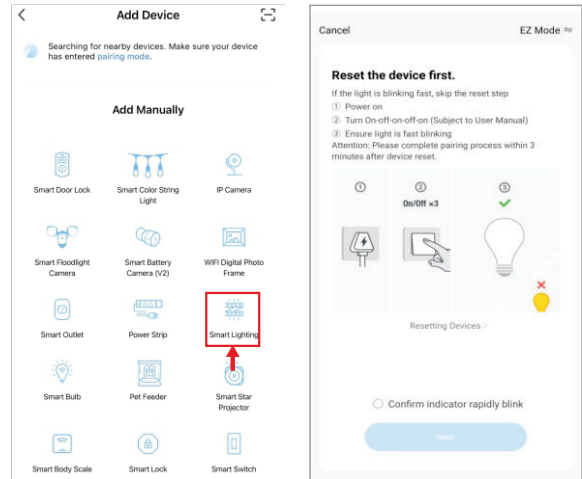 Add Device
Searching for nearby devices. Make sure your device
has entered pairing mode.
Add Manually
Smart Door Lock
Smart Color String
Light
IP Camera
Smart Floodlight
Camera
Smart Battery
Camera (V2)
WIFI Digital Photo
Frame
Smart Outlet
Power Strip
Smart Lighting
Smart Bulb
Pet Feeder
Smart Star
Projector
Smart Body Scale
Smart Lock
Smart Switch
Cancel
EZ Mode
Reset the device first.
If the light is blinking fast, skip the reset step
① Power on
② Turn On-off-on-off-on (Subject to User Manual)
③ Ensure light is fast blinking
Attention: Please complete pairing process within 3
minutes after device reset.
①
②
On/Off ×3
③
Resetting Devices >
Confirm indicator rapidly blink
Next